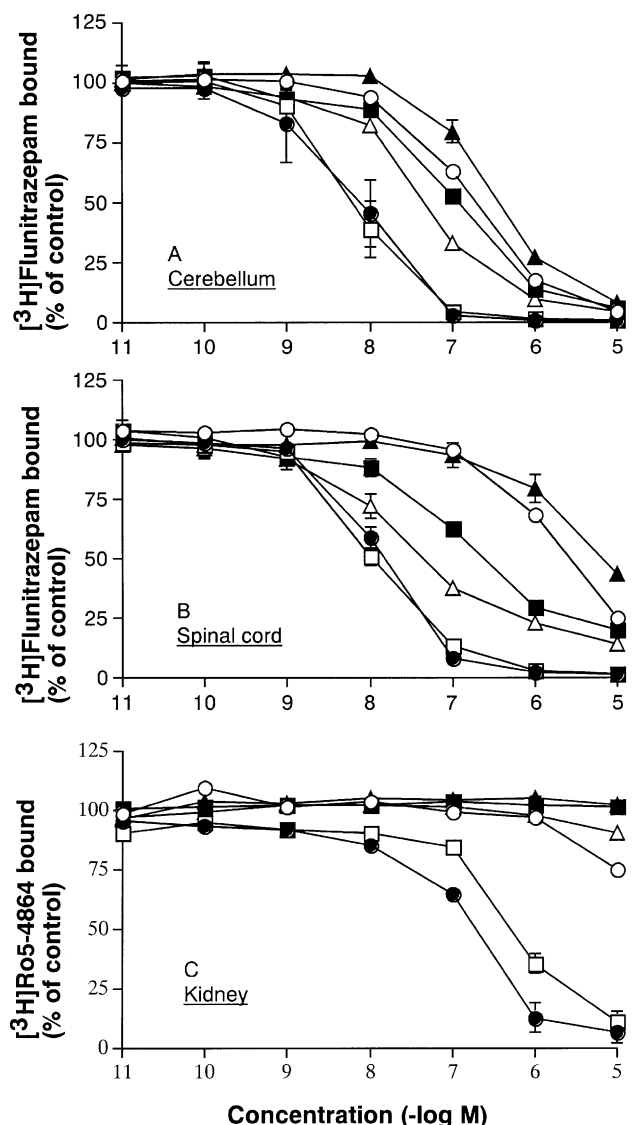 125
100
75
50
25
0
[³H]Flunitrazepam bound
(% of control)
A
Cerebellum
11 10 9 8 7 6 5
125
100
75
50
25
0
[³H]Flunitrazepam bound
(% of control)
B
Spinal cord
11 10 9 8 7 6 5
125
100
75
50
25
0
[³H]Ro5-4864 bound
(% of control)
C
Kidney
11 10 9 8 7 6 5
Concentration (-log M)